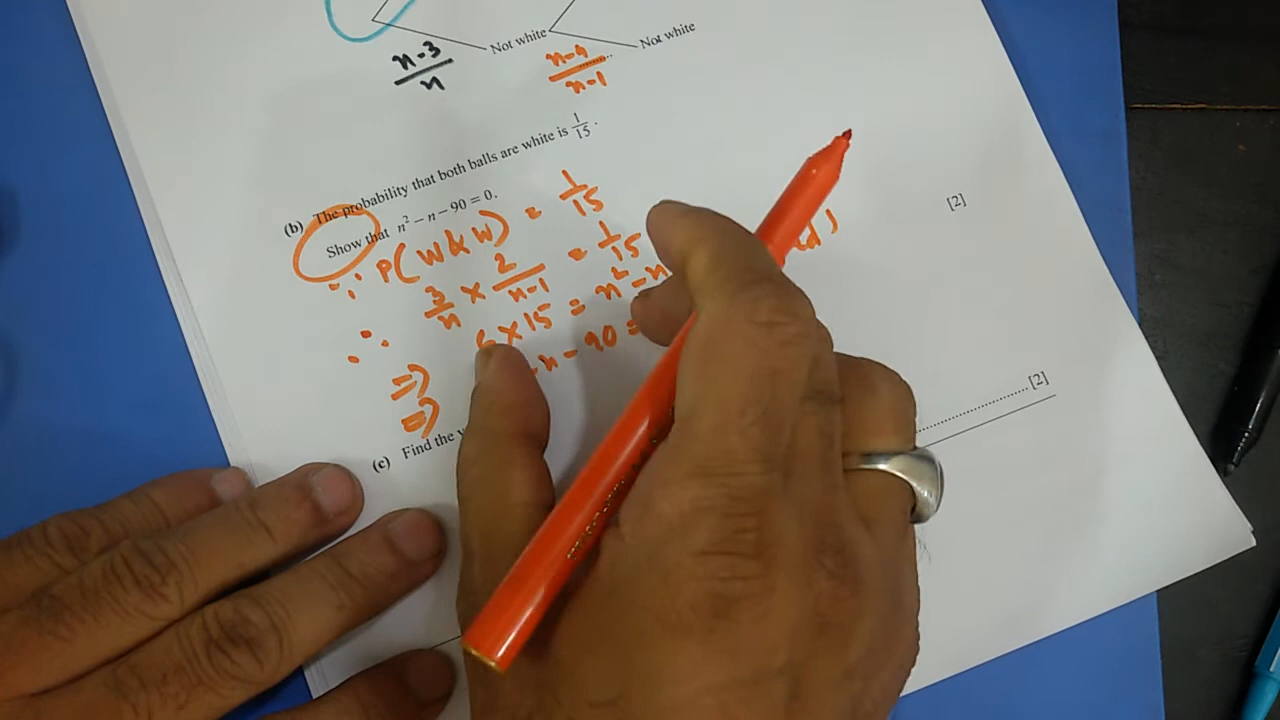 Not white
Not white
n-3/n
n-4/n-1
(b) The probability that both balls are white is 1/15.
Show that n² - n - 90 = 0.
[2]
∵ P(W & W) = 1/15
3/n × 2/n-1 = 1/15
∴ 6 × 15 = n² - n
⇒ -n - 90 =
⇒
(c) Find the
[2]